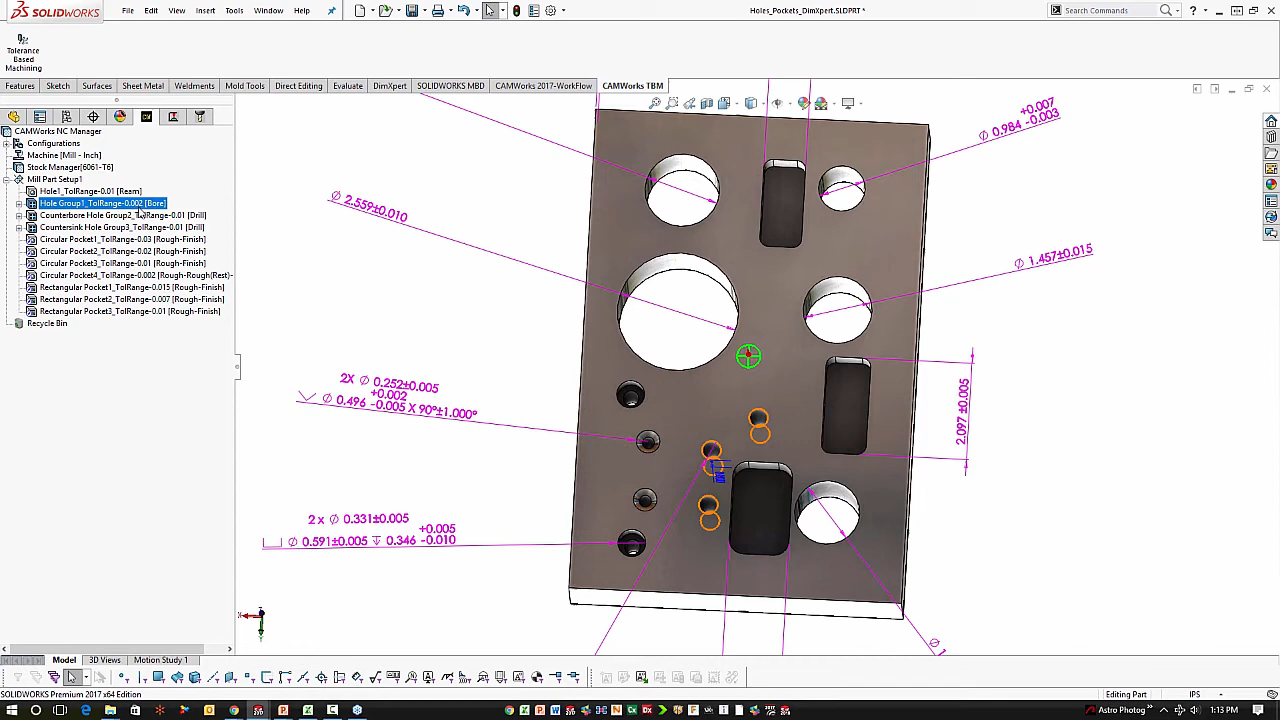 SOLIDWORKS
File
Edit
View
Insert
Tools
Window
Help
Holes_Pockets_DimXpert.SLDPRT *
Search Commands
Tolerance
Based
Machining
Features
Sketch
Surfaces
Sheet Metal
Weldments
Mold Tools
Direct Editing
Evaluate
DimXpert
SOLIDWORKS MBD
CAMWorks 2017-WorkFlow
CAMWorks TBM
CAMWorks NC Manager
Configurations
Machine [Mill - Inch]
Stock Manager[6061-T6]
Mill Part Setup1
Hole1_TolRange-0.01 [Ream]
Hole Group1_TolRange-0.002 [Bore]
Counterbore Hole Group2_TolRange-0.01 [Drill]
Countersink Hole Group3_TolRange-0.01 [Drill]
Circular Pocket1_TolRange-0.03 [Rough-Finish]
Circular Pocket2_TolRange-0.02 [Rough-Finish]
Circular Pocket3_TolRange-0.01 [Rough-Finish]
Circular Pocket4_TolRange-0.002 [Rough-Rough(Rest)-
Rectangular Pocket1_TolRange-0.015 [Rough-Finish]
Rectangular Pocket2_TolRange-0.007 [Rough-Finish]
Rectangular Pocket3_TolRange-0.01 [Rough-Finish]
Recycle Bin
+0.007
Ø 0.984 -0.003
Ø 2.559±0.010
Ø 1.457±0.015
2.097 ±0.005
2X Ø 0.252±0.005
+0.002
Ø 0.496 -0.005 X 90°±1.000°
2 x Ø 0.331±0.005
+0.005
⌴ Ø 0.591±0.005 ↧ 0.346 -0.010
Model
3D Views
Motion Study 1
SOLIDWORKS Premium 2017 x64 Edition
Editing Part
IPS
Astro Photog
1:13 PM